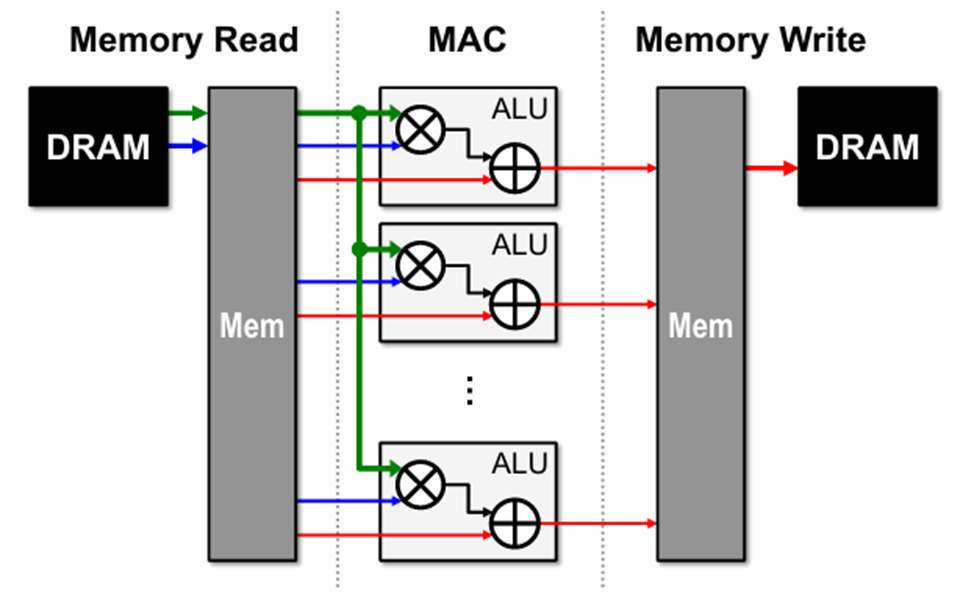 Memory Read
MAC
Memory Write
DRAM
ALU
DRAM
ALU
Mem
Mem
ALU